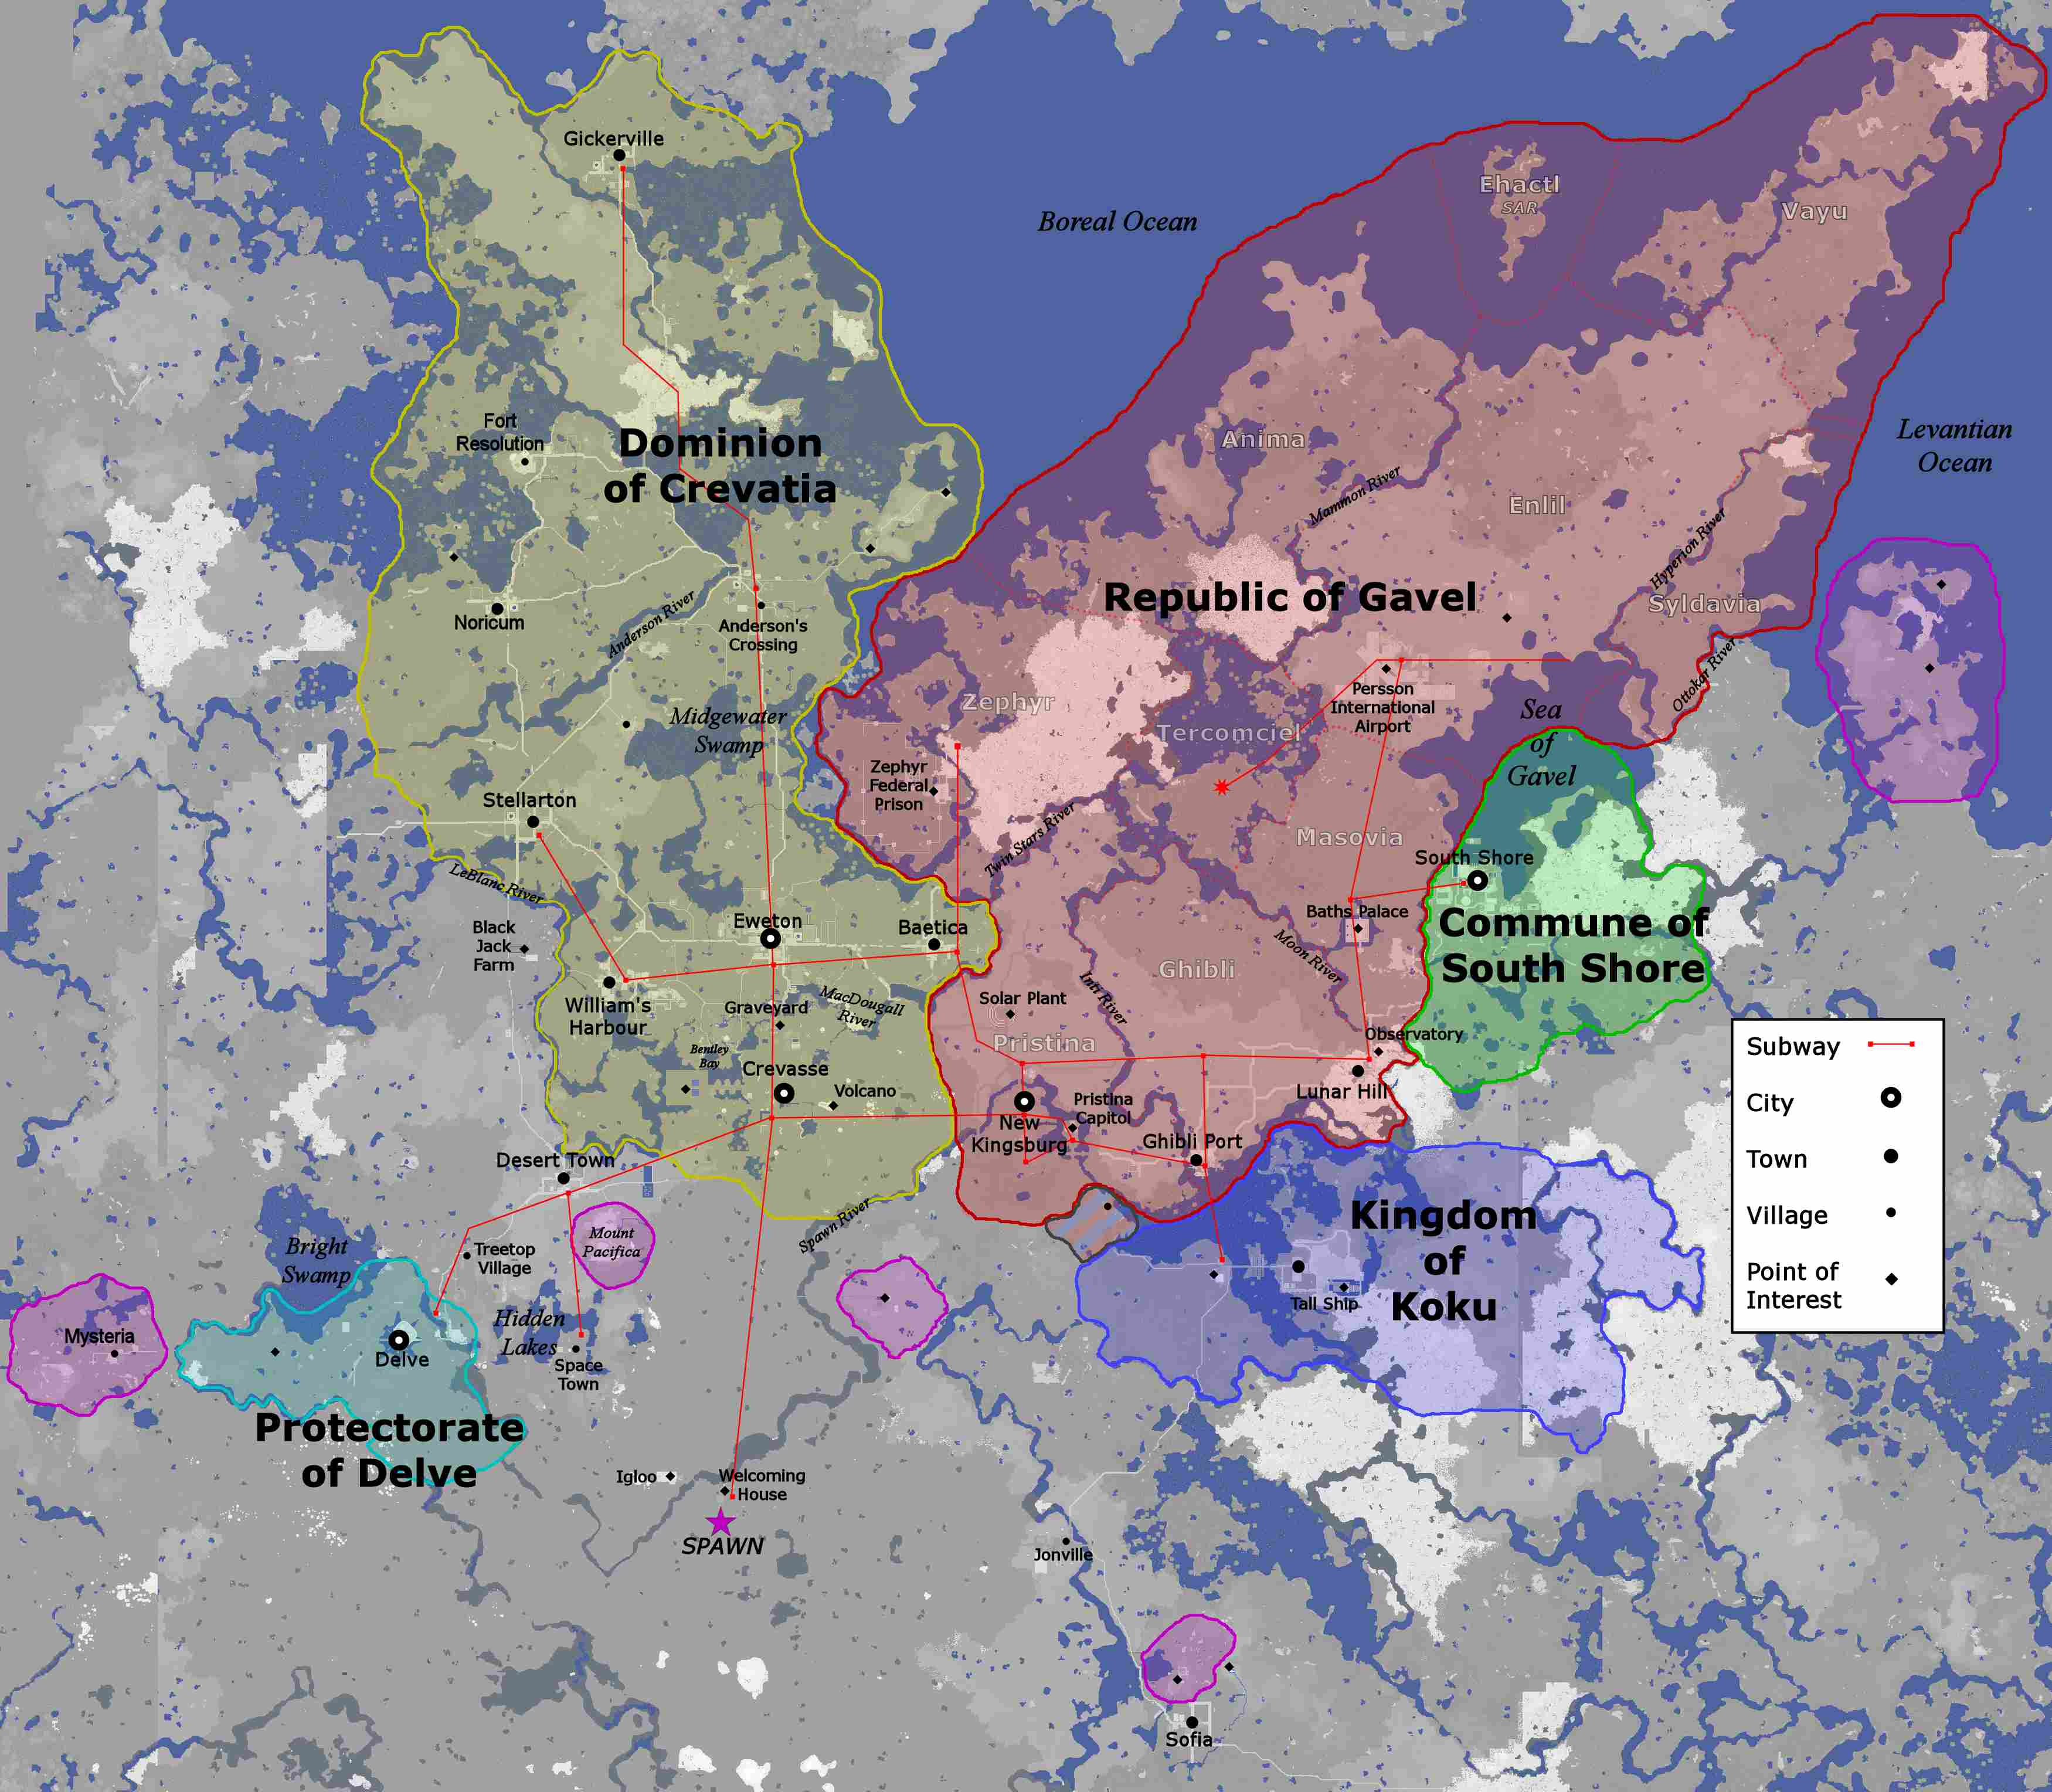 Gickerville
Boreal Ocean
Ehactl
SAR
Vayu
Fort
Resolution
Dominion
of Crevatia
Anima
Mammon River
Enlil
Levantian
Ocean
Hyperion River
Noricum
Anderson River
Anderson's
Crossing
Republic of Gavel
Syldavia
Ottokar River
Midgewater
Swamp
Zephyr
Tercomciel
Persson
International
Airport
Sea
of
Gavel
Zephyr
Federal
Prison
Stellarton
Twin Stars River
Masovia
South Shore
LeBlanc River
Black
Jack
Farm
Eweton
Baetica
Baths Palace
Commune of
South Shore
Moon River
Ghibli
Inti River
William's
Harbour
Graveyard
MacDougall
River
Solar Plant
Pristina
Observatory
Bentley
Bay
Crevasse
Volcano
Lunar Hill
New
Kingsburg
Pristina
Capitol
Ghibli Port
Subway
City
Town
Village
Point of
Interest
Desert Town
Spawn River
Mount
Pacifica
Treetop
Village
Bright
Swamp
Kingdom
of
Koku
Tall Ship
Mysteria
Delve
Hidden
Lakes
Space
Town
Protectorate
of Delve
Igloo
Welcoming
House
SPAWN
Jonville
Sofia